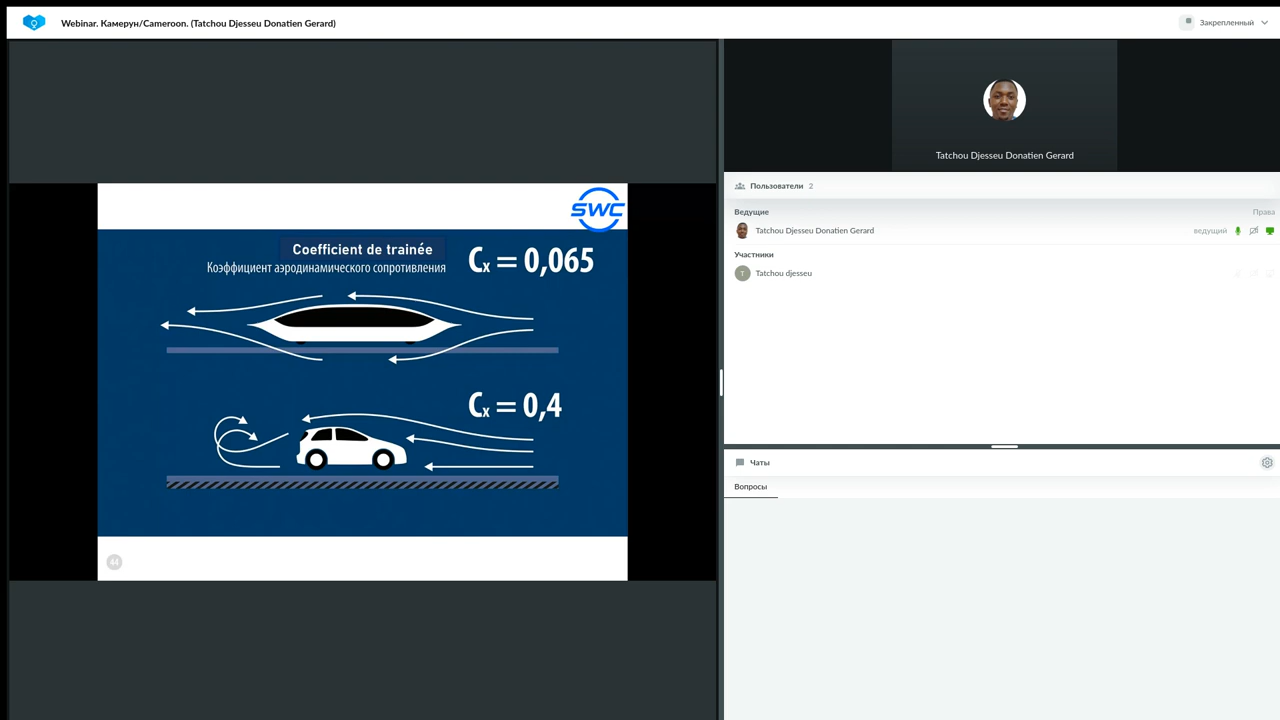 Webinar. Камерун/Cameroon. (Tatchou Djesseu Donatien Gerard)
Закрепленный
SWC
Coefficient de trainée
Коэффициент аэродинамического сопротивления
Cx = 0,065
Cx = 0,4
44
Tatchou Djesseu Donatien Gerard
Пользователи 2
Ведущие Права
Tatchou Djesseu Donatien Gerard ведущий
Участники
T Tatchou djesseu
Чаты
Вопросы